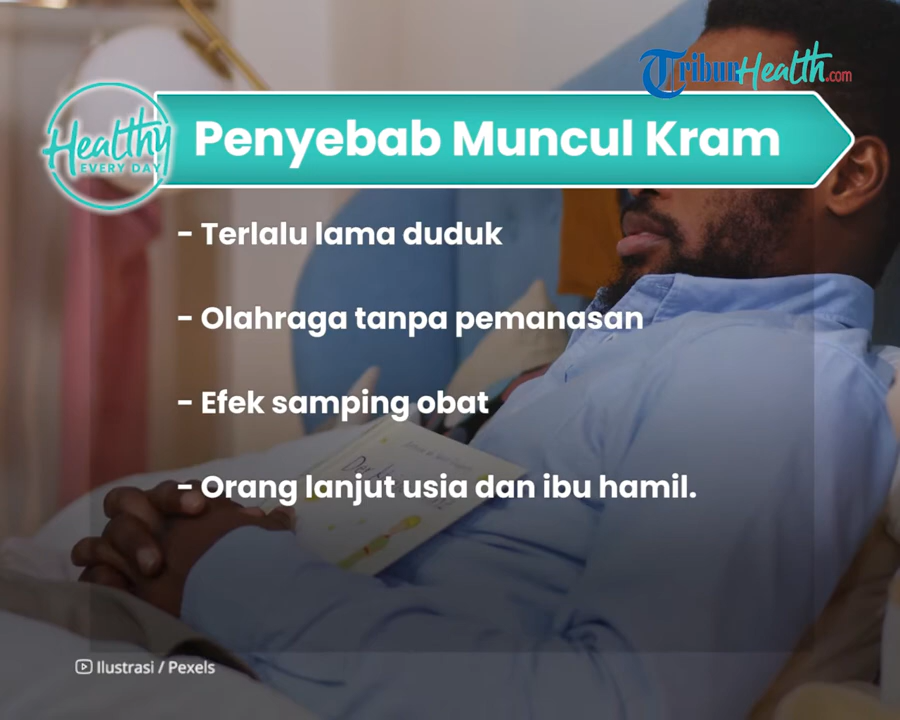 TribunHealth.com
Healthy
EVERY DAY
Penyebab Muncul Kram
- Terlalu lama duduk
- Olahraga tanpa pemanasan
- Efek samping obat
- Orang lanjut usia dan ibu hamil.
Ilustrasi / Pexels